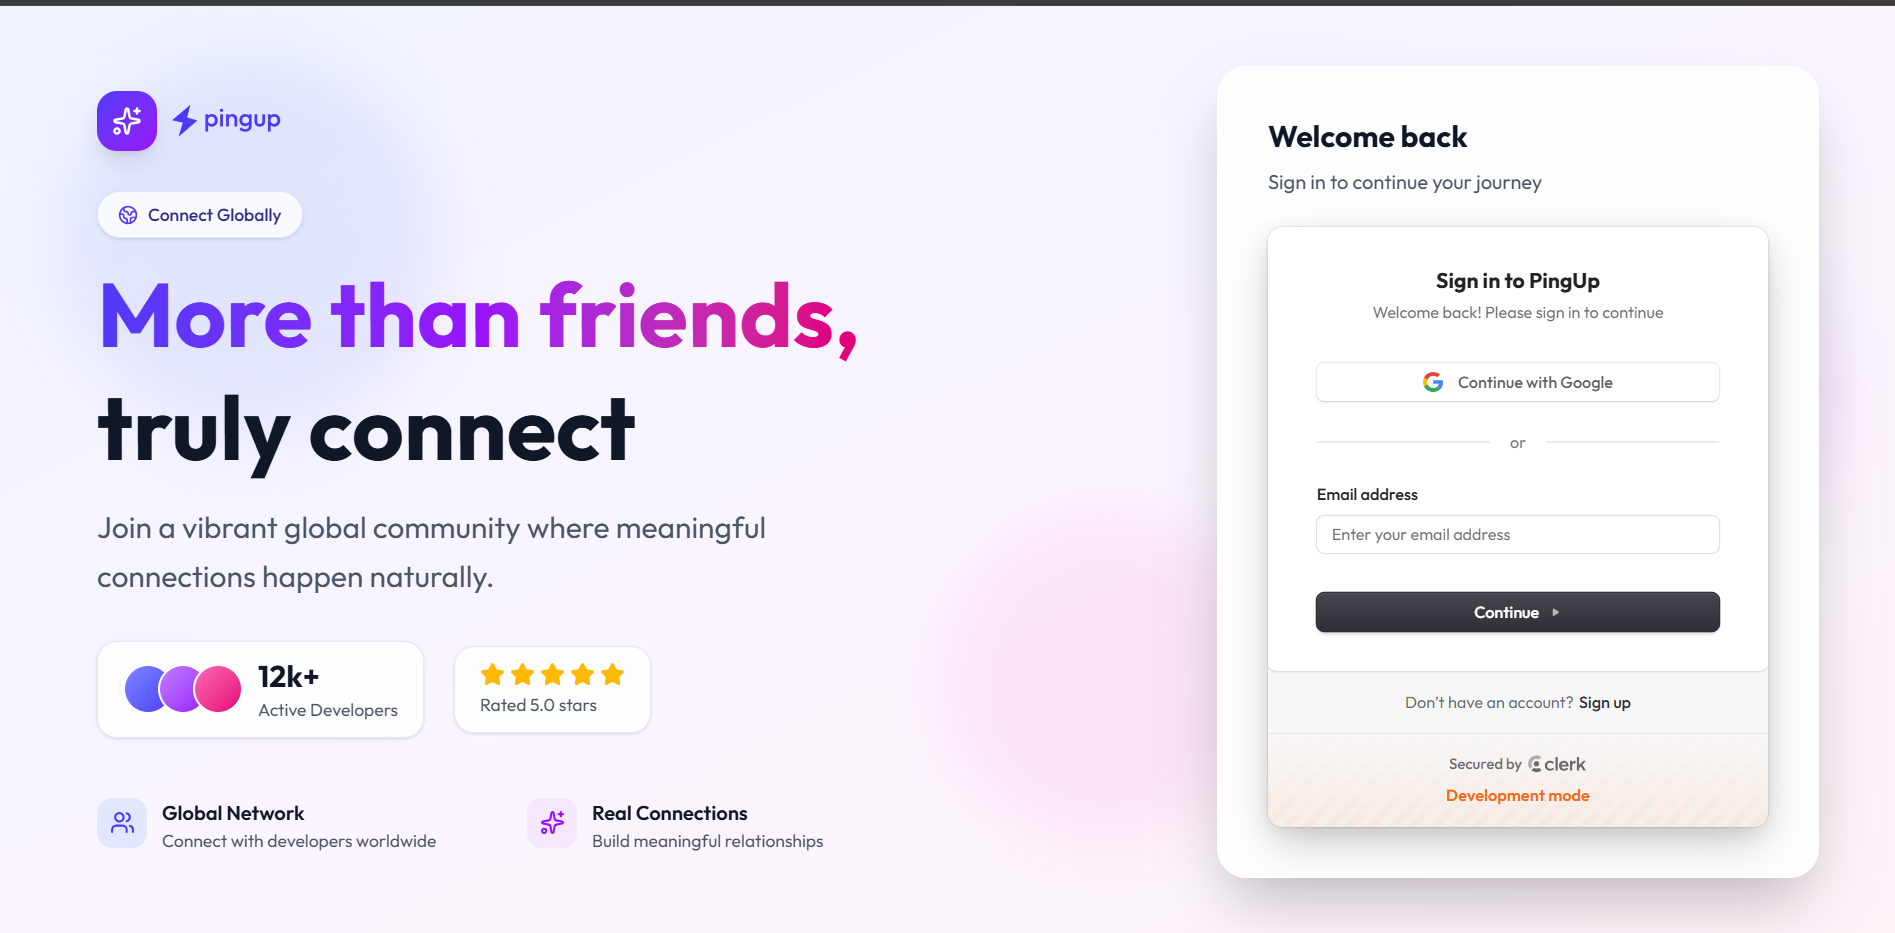 pingup
Connect Globally
More than friends,
truly connect
Join a vibrant global community where meaningful
connections happen naturally.
12k+
Active Developers
Rated 5.0 stars
Global Network
Connect with developers worldwide
Real Connections
Build meaningful relationships
Welcome back
Sign in to continue your journey
Sign in to PingUp
Welcome back! Please sign in to continue
Continue with Google
or
Email address
Enter your email address
Continue
Don’t have an account? Sign up
Secured by clerk
Development mode